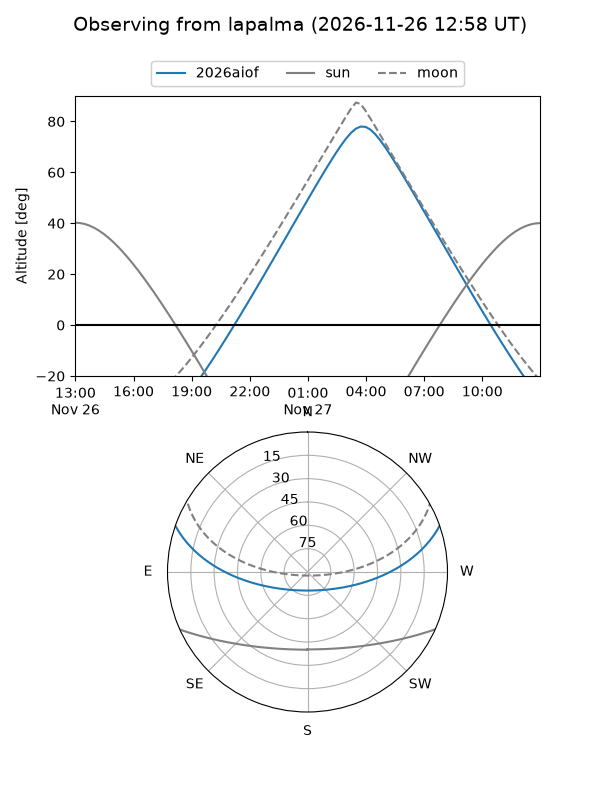 Observing from lapalma (2026-11-26 12:58 UT)
2026aiof sun moon
Altitude [deg]
80
60
40
20
0
−20
13:00 16:00 19:00 22:00 01:00 04:00 07:00 10:00
Nov 26 Nov 27
N
NE NW
15
30
45
60
75
E W
SE SW
S